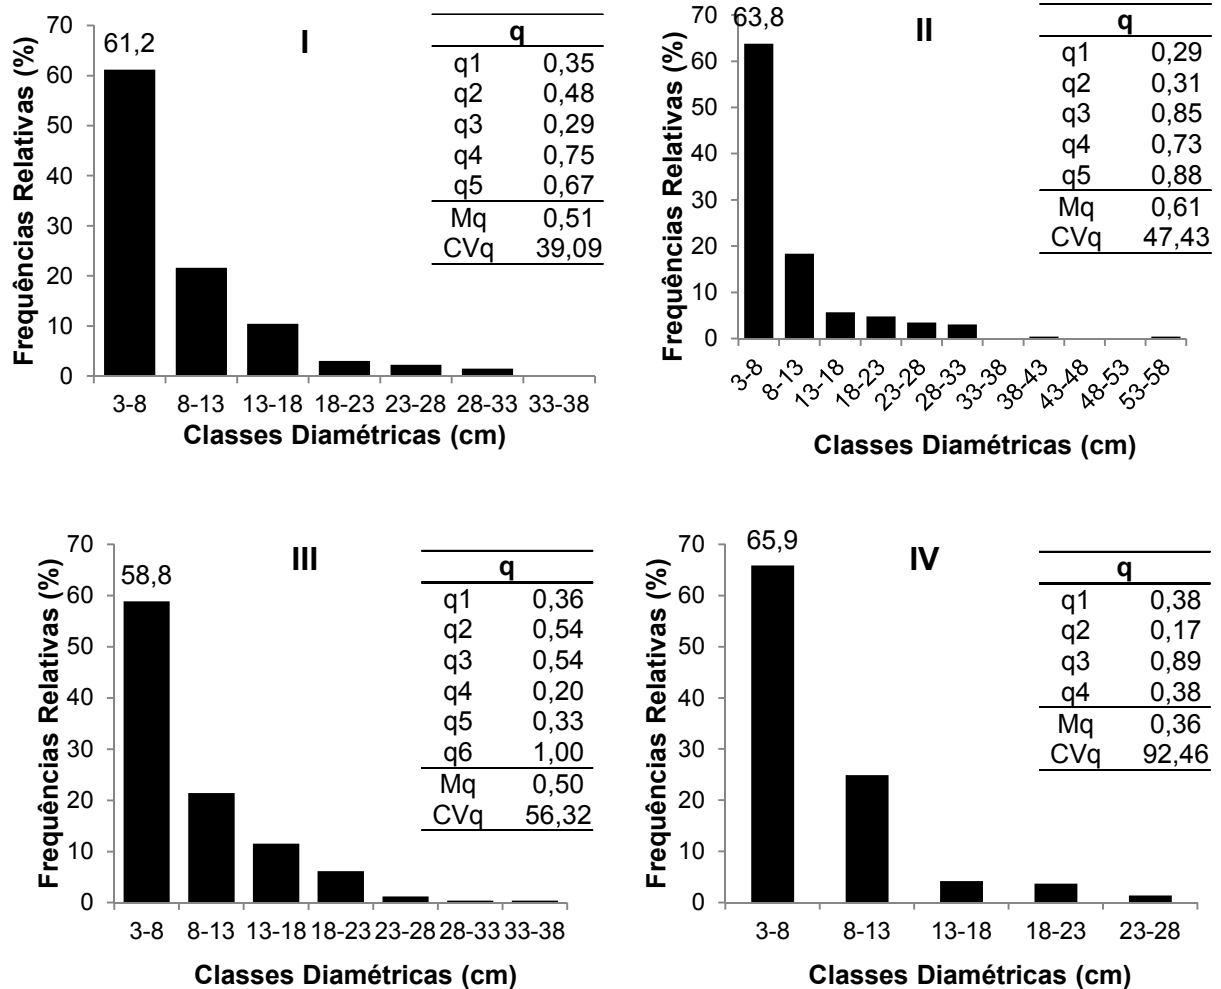 I
Frequências Relativas (%)
70
60
50
40
30
20
10
0
61,2
q
q1 0,35
q2 0,48
q3 0,29
q4 0,75
q5 0,67
Mq 0,51
CVq 39,09
3-8 8-13 13-18 18-23 23-28 28-33 33-38
Classes Diamétricas (cm)
II
Frequências Relativas (%)
70
60
50
40
30
20
10
0
63,8
q
q1 0,29
q2 0,31
q3 0,85
q4 0,73
q5 0,88
Mq 0,61
CVq 47,43
3-8 8-13 13-18 18-23 23-28 28-33 33-38 38-43 43-48 48-53 53-58
Classes Diamétricas (cm)
III
Frequências Relativas (%)
70
60
50
40
30
20
10
0
58,8
q
q1 0,36
q2 0,54
q3 0,54
q4 0,20
q5 0,33
q6 1,00
Mq 0,50
CVq 56,32
3-8 8-13 13-18 18-23 23-28 28-33 33-38
Classes Diamétricas (cm)
IV
Frequências Relativas (%)
70
60
50
40
30
20
10
0
65,9
q
q1 0,38
q2 0,17
q3 0,89
q4 0,38
Mq 0,36
CVq 92,46
3-8 8-13 13-18 18-23 23-28
Classes Diamétricas (cm)